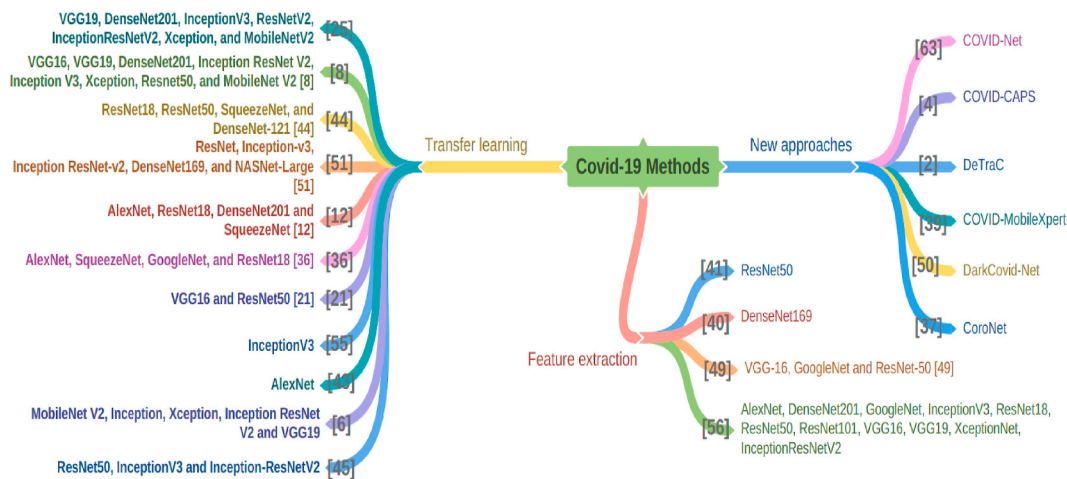 VGG19, DenseNet201, InceptionV3, ResNetV2,
InceptionResNetV2, Xception, and MobileNetV2
[25]
VGG16, VGG19, DenseNet201, Inception ResNet V2,
Inception V3, Xception, Resnet50, and MobileNet V2 [8]
[8]
ResNet18, ResNet50, SqueezeNet, and
DenseNet-121 [44]
[44]
ResNet, Inception-v3,
Inception ResNet-v2, DenseNet169, and NASNet-Large
[51]
[51]
AlexNet, ResNet18, DenseNet201 and
SqueezeNet [12]
[12]
AlexNet, SqueezeNet, GoogleNet, and ResNet18 [36]
[36]
VGG16 and ResNet50 [21]
[21]
InceptionV3
[55]
AlexNet
[43]
MobileNet V2, Inception, Xception, Inception ResNet
V2 and VGG19
[6]
ResNet50, InceptionV3 and Inception-ResNetV2
[45]
Transfer learning
Covid-19 Methods
New approaches
[63]
COVID-Net
[4]
COVID-CAPS
[2]
DeTraC
[39]
COVID-MobileXpert
[50]
DarkCovid-Net
[37]
CoroNet
Feature extraction
[41]
ResNet50
[40]
DenseNet169
[49]
VGG-16, GoogleNet and ResNet-50 [49]
[56]
AlexNet, DenseNet201, GoogleNet, InceptionV3, ResNet18,
ResNet50, ResNet101, VGG16, VGG19, XceptionNet,
InceptionResNetV2